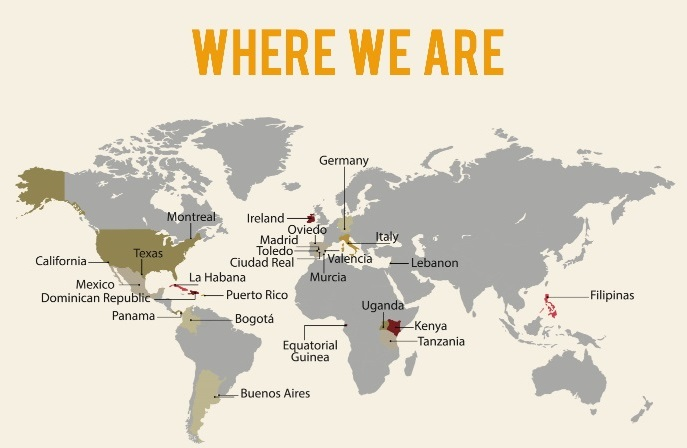 WHERE WE ARE
Germany
Montreal
Ireland
Oviedo
Madrid
Italy
Toledo
Valencia
Texas
California
Ciudad Real
Lebanon
Murcia
La Habana
Mexico
Dominican Republic
Puerto Rico
Filipinas
Uganda
Panama
Bogotá
Kenya
Equatorial
Guinea
Tanzania
Buenos Aires